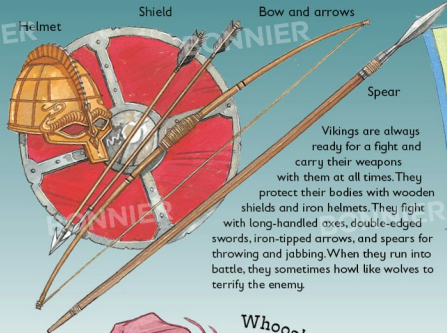 Shield
Bow and arrows
Helmet
BONNIER
Spear
Vikings are always
ready for a fight and
carry their weapons
with them at all times. They
protect their bodies with wooden
shields and iron helmets. They fight
with long-handled axes, double-edged
swords, iron-tipped arrows, and spears for
throwing and jabbing. When they run into
battle, they sometimes howl like wolves to
terrify the enemy.
BONNIER
BONNIER